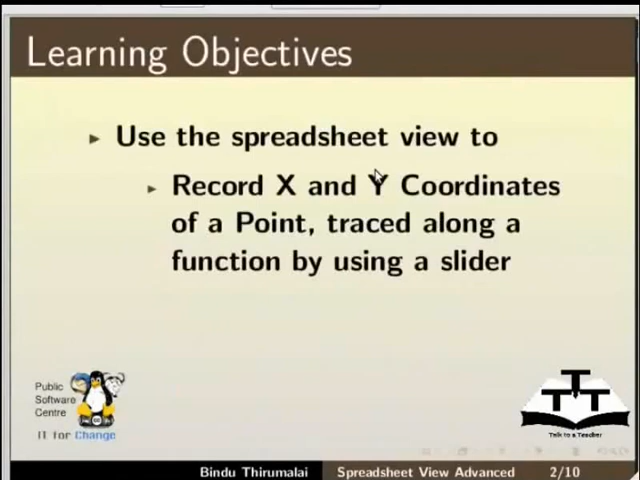 Learning Objectives
Use the spreadsheet view to
Record X and Y Coordinates
of a Point, traced along a
function by using a slider
Public
Software
Centre
IT for Change
TTT
Talk to a Teacher
Bindu Thirumalai Spreadsheet View Advanced 2/10